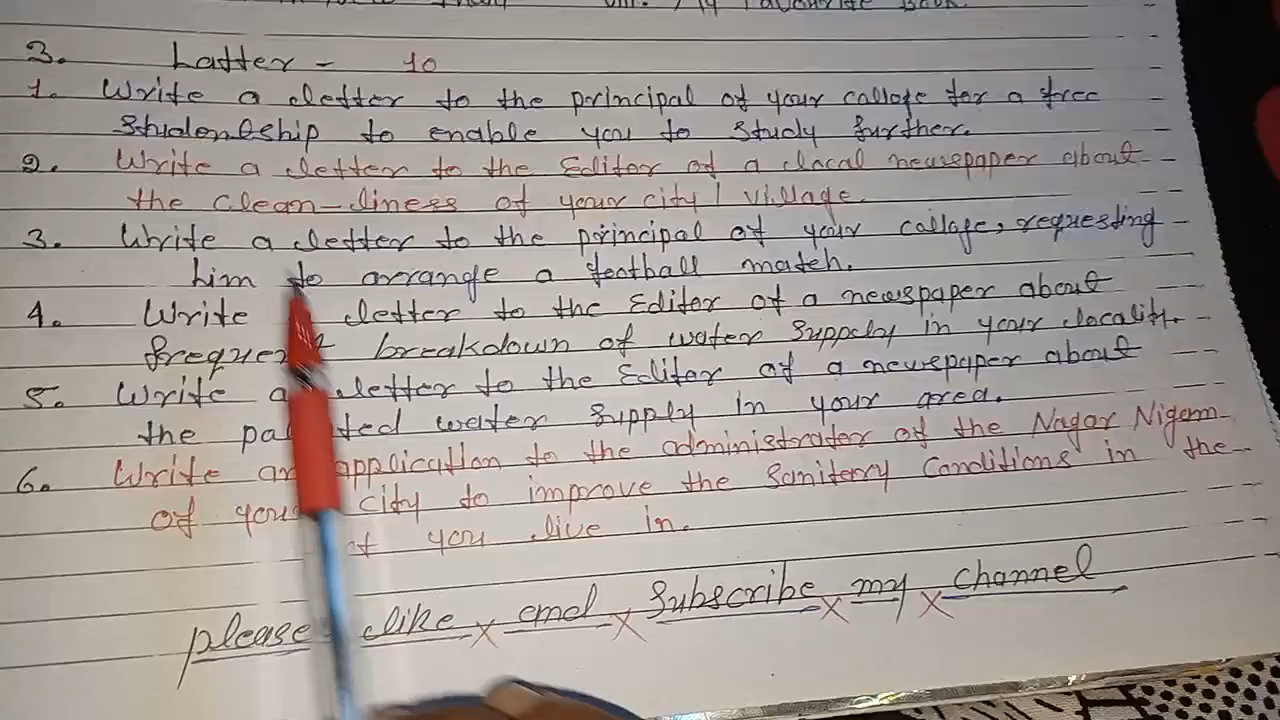 3. Latter - 10
1. Write a letter to the principal of your collage for a free
studentship to enable you to study further.
2. Write a letter to the Editor of a local newspaper about
the clean-liness of your city / village.
3. Write a letter to the principal of your collage, requesting
him to arrange a football match.
4. Write letter to the Editor of a newspaper about
breakdown of water supply in your locality.
5. Write a letter to the Editor of a newspaper about
the water supply in your area.
6. Write an application to the administrater of the Nagar Nigam
of your city to improve the Sanitery Conditions in the
you live in.
please like × and × Subscribe × my × channel